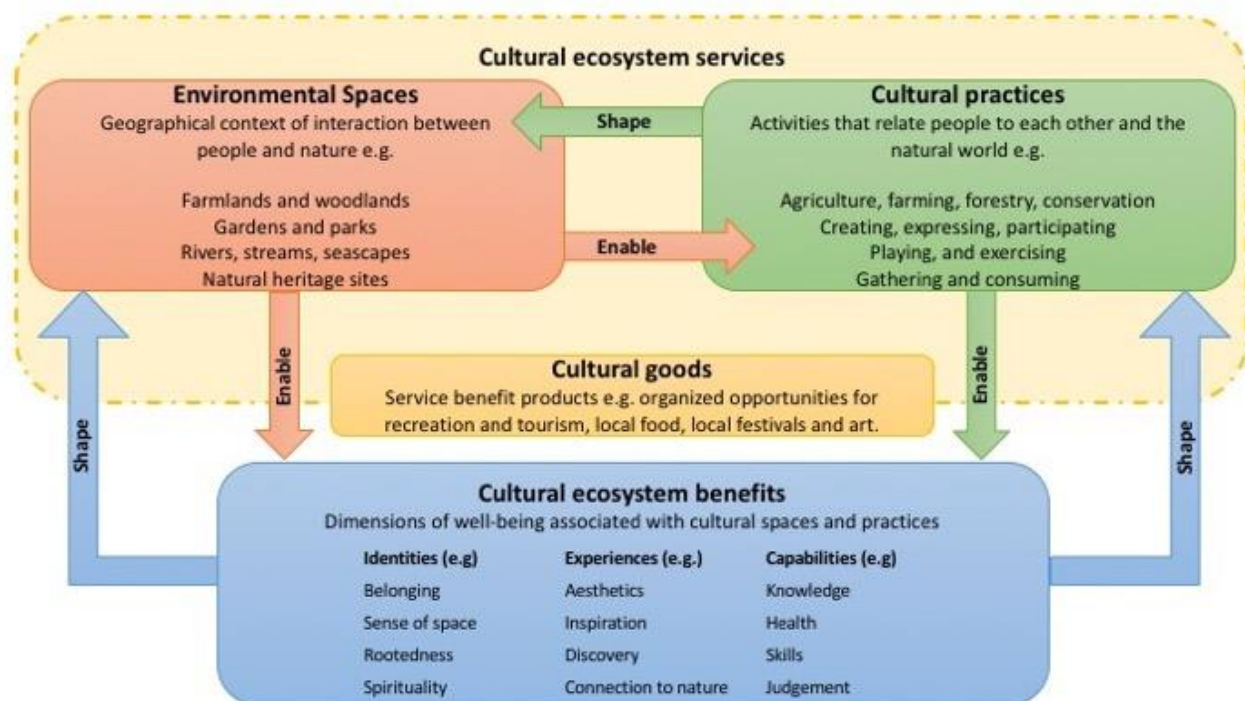 Cultural ecosystem services
Environmental Spaces
Geographical context of interaction between
people and nature e.g.
Farmlands and woodlands
Gardens and parks
Rivers, streams, seascapes
Natural heritage sites
Shape
Enable
Cultural practices
Activities that relate people to each other and the
natural world e.g.
Agriculture, farming, forestry, conservation
Creating, expressing, participating
Playing, and exercising
Gathering and consuming
Shape
Enable
Cultural goods
Service benefit products e.g. organized opportunities for
recreation and tourism, local food, local festivals and art.
Enable
Shape
Cultural ecosystem benefits
Dimensions of well-being associated with cultural spaces and practices
Identities (e.g)
Belonging
Sense of space
Rootedness
Spirituality
Experiences (e.g.)
Aesthetics
Inspiration
Discovery
Connection to nature
Capabilities (e.g)
Knowledge
Health
Skills
Judgement